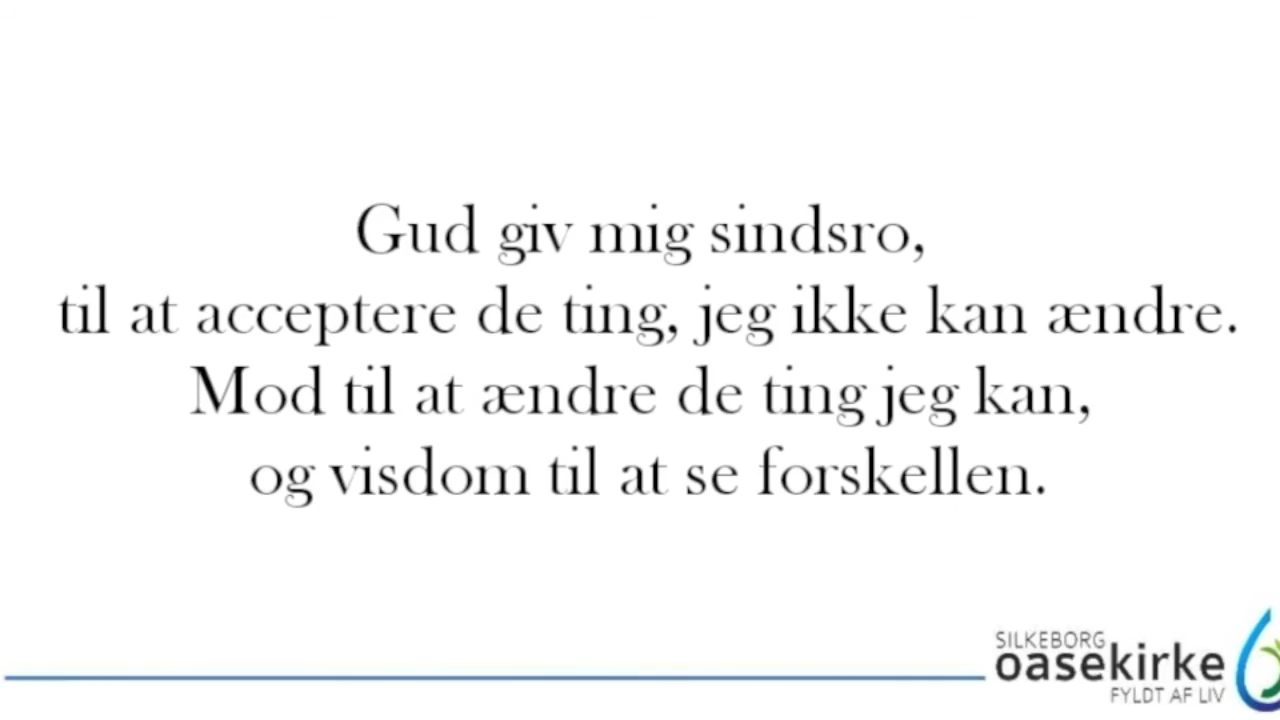 Gud giv mig sindsro,
til at acceptere de ting, jeg ikke kan ændre.
Mod til at ændre de ting jeg kan,
og visdom til at se forskellen.
SILKEBORG
oasekirke
FYLDT AF LIV